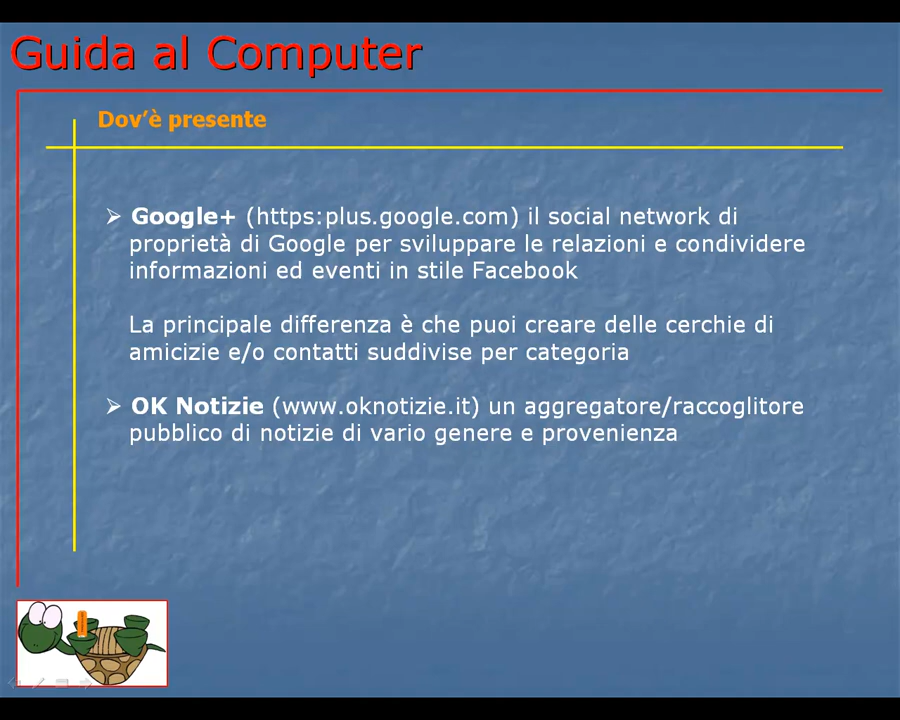 Guida al Computer
Dov’è presente
➢ Google+ (https:plus.google.com) il social network di
proprietà di Google per sviluppare le relazioni e condividere
informazioni ed eventi in stile Facebook
La principale differenza è che puoi creare delle cerchie di
amicizie e/o contatti suddivise per categoria
➢ OK Notizie (www.oknotizie.it) un aggregatore/raccoglitore
pubblico di notizie di vario genere e provenienza